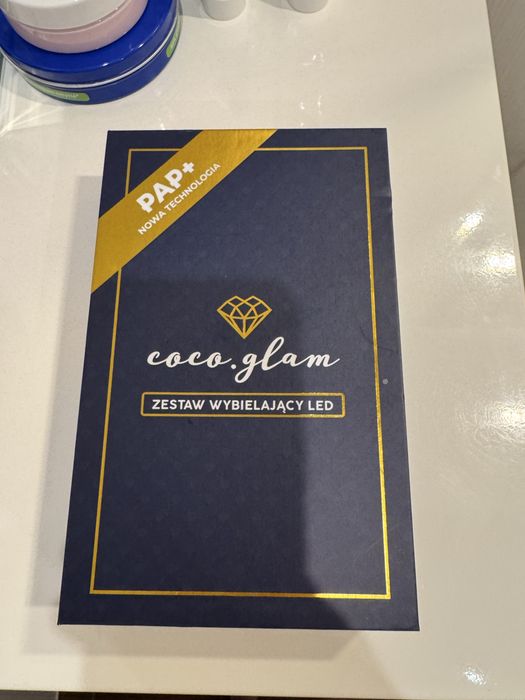 PAP+
NOWA TECHNOLOGIA
coco.glam
ZESTAW WYBIELAJĄCY LED